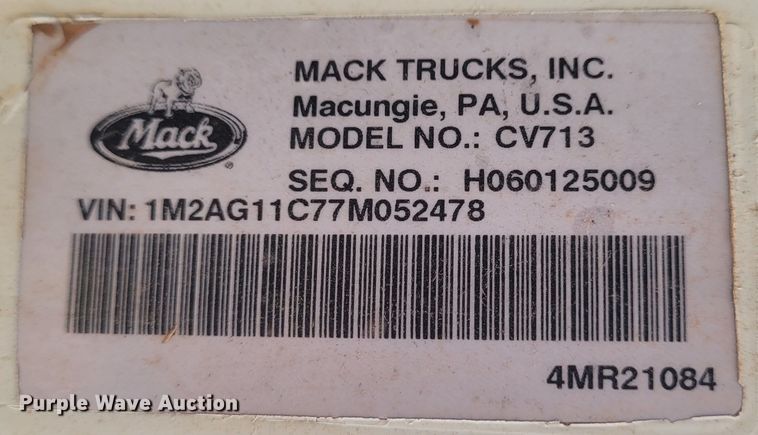 Mack
®
MACK TRUCKS, INC.
Macungie, PA, U.S.A.
MODEL NO.: CV713
SEQ. NO.: H060125009
VIN: 1M2AG11C77M052478
4MR21084
Purple Wave Auction